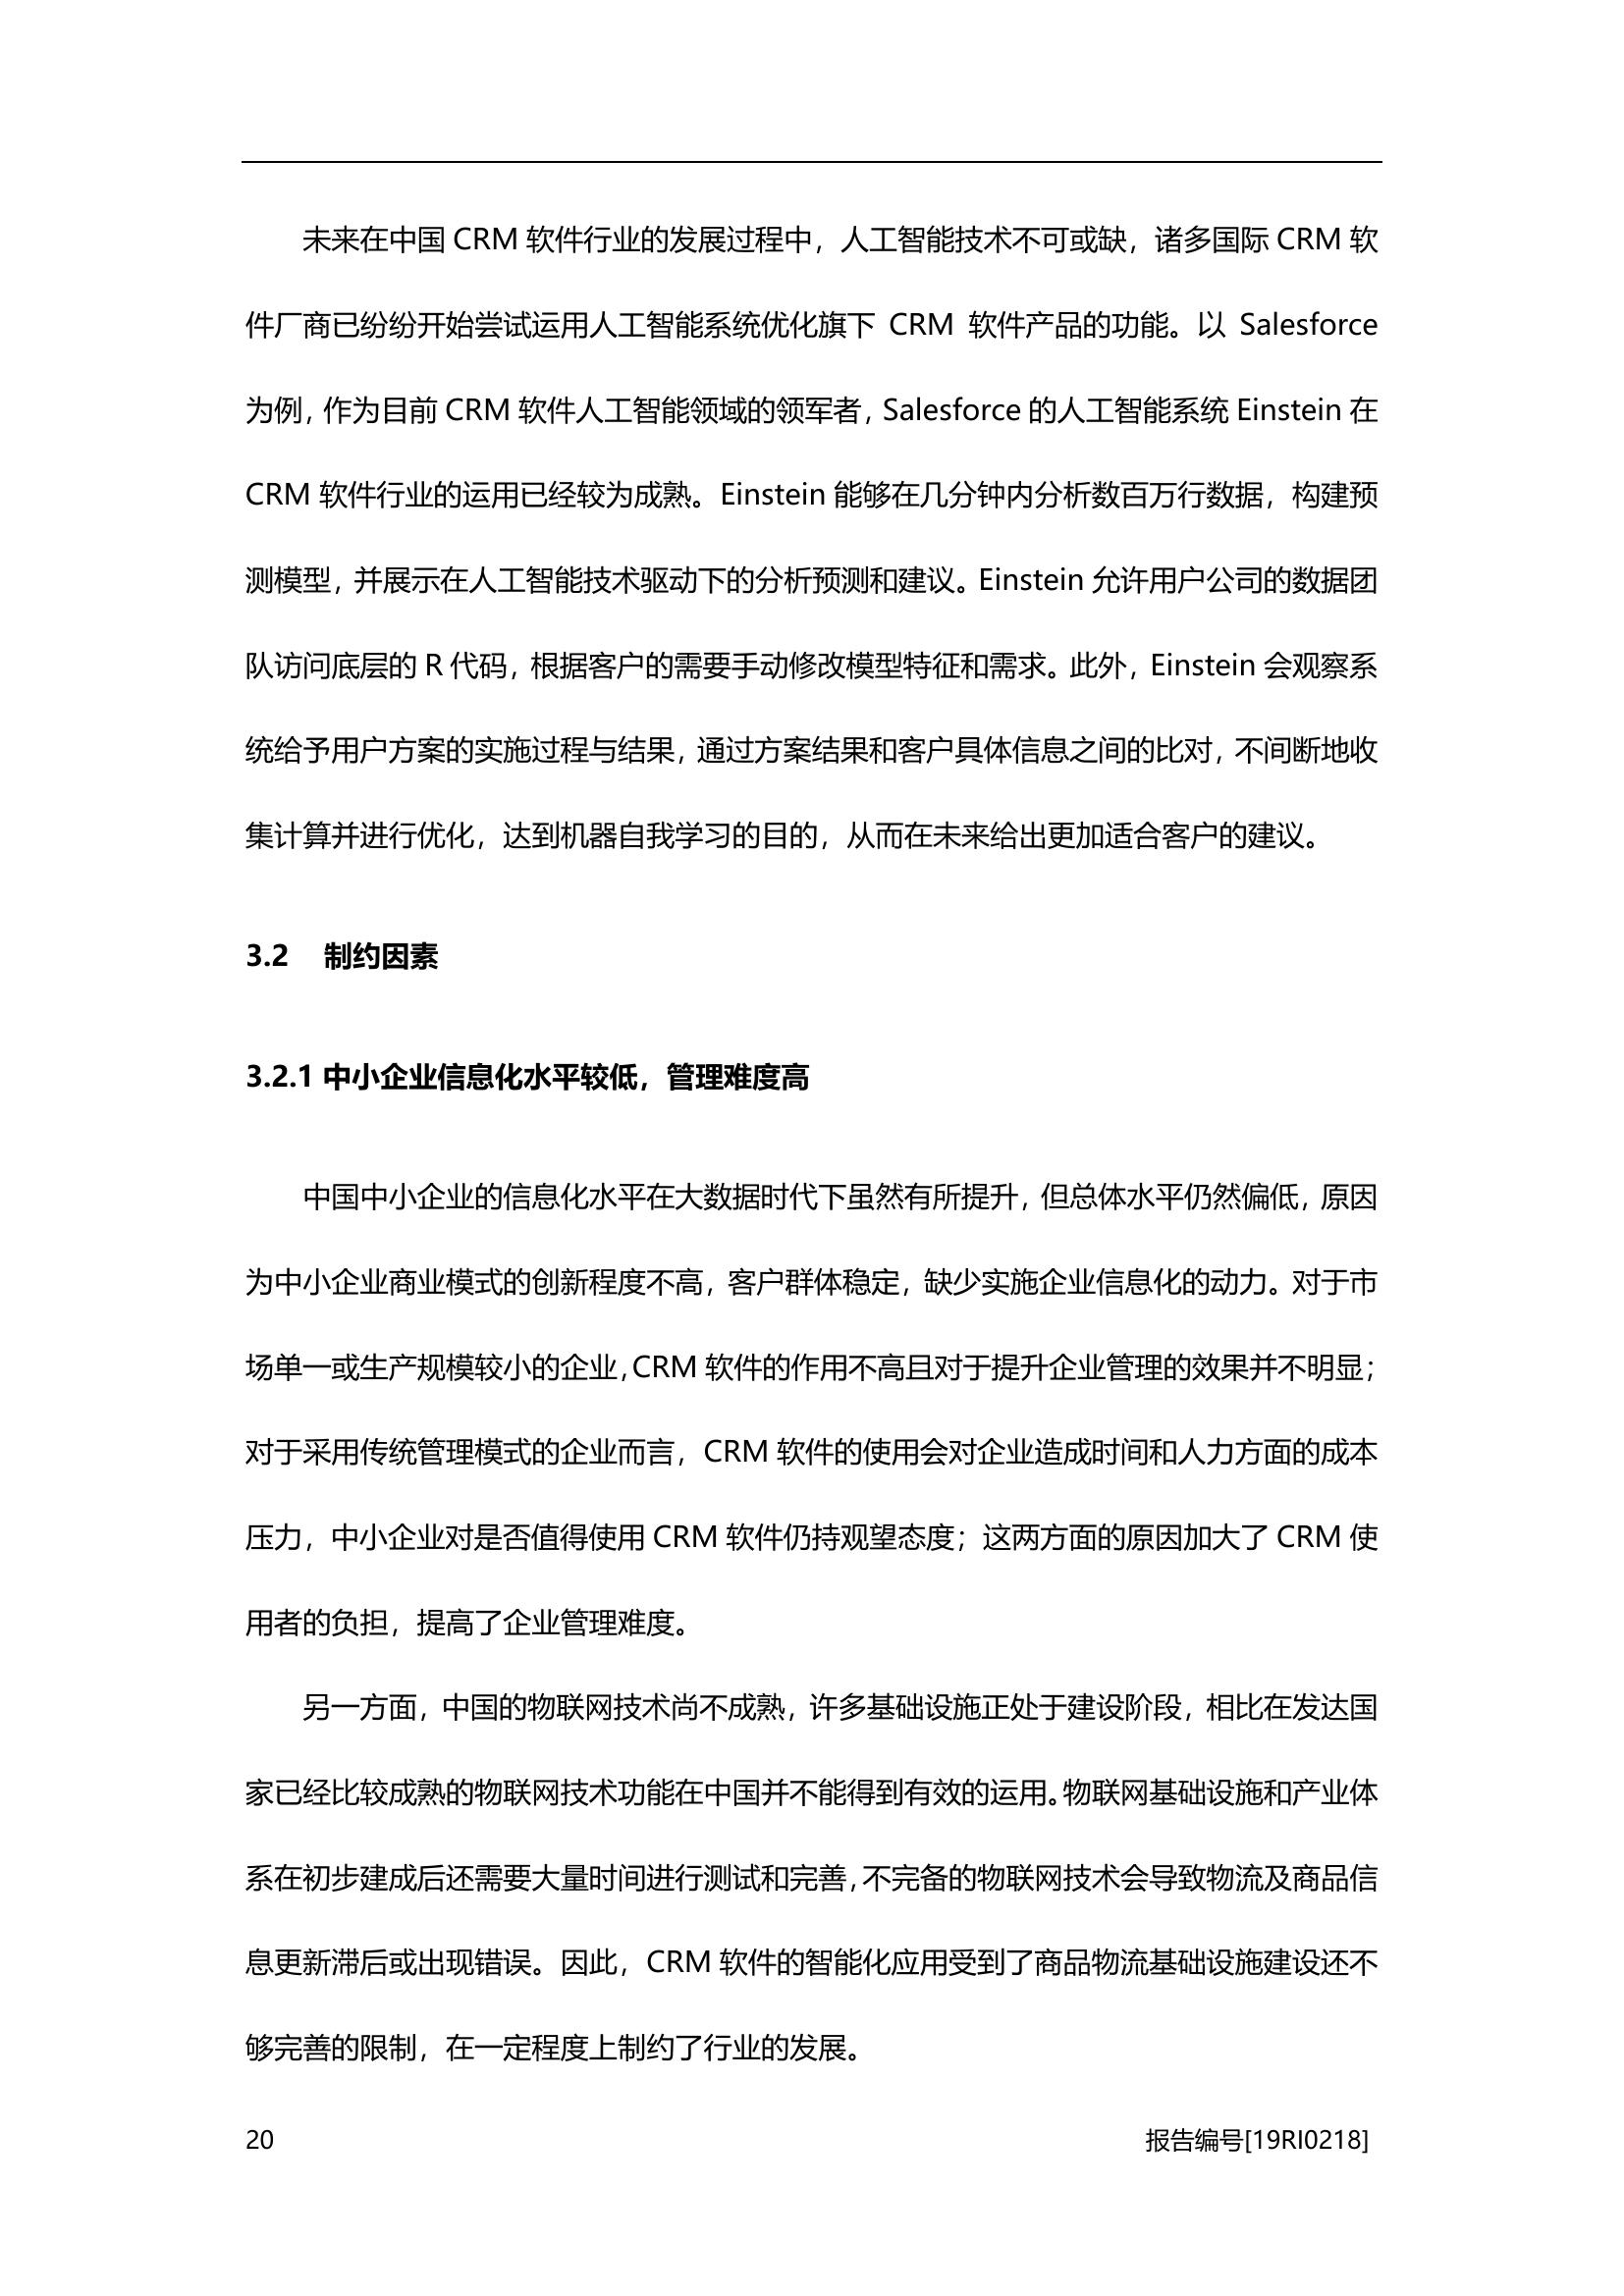 未来在中国 CRM 软件行业的发展过程中，人工智能技术不可或缺，诸多国际 CRM 软
件厂商已纷纷开始尝试运用人工智能系统优化旗下 CRM 软件产品的功能。以 Salesforce
为例，作为目前 CRM 软件人工智能领域的领军者，Salesforce 的人工智能系统 Einstein 在
CRM 软件行业的运用已经较为成熟。Einstein 能够在几分钟内分析数百万行数据，构建预
测模型，并展示在人工智能技术驱动下的分析预测和建议。Einstein 允许用户公司的数据团
队访问底层的 R 代码，根据客户的需要手动修改模型特征和需求。此外，Einstein 会观察系
统给予用户方案的实施过程与结果，通过方案结果和客户具体信息之间的比对，不间断地收
集计算并进行优化，达到机器自我学习的目的，从而在未来给出更加适合客户的建议。
3.2 制约因素
3.2.1 中小企业信息化水平较低，管理难度高
中国中小企业的信息化水平在大数据时代下虽然有所提升，但总体水平仍然偏低，原因
为中小企业商业模式的创新程度不高，客户群体稳定，缺少实施企业信息化的动力。对于市
场单一或生产规模较小的企业，CRM 软件的作用不高且对于提升企业管理的效果并不明显；
对于采用传统管理模式的企业而言，CRM 软件的使用会对企业造成时间和人力方面的成本
压力，中小企业对是否值得使用 CRM 软件仍持观望态度；这两方面的原因加大了 CRM 使
用者的负担，提高了企业管理难度。
另一方面，中国的物联网技术尚不成熟，许多基础设施正处于建设阶段，相比在发达国
家已经比较成熟的物联网技术功能在中国并不能得到有效的运用。物联网基础设施和产业体
系在初步建成后还需要大量时间进行测试和完善，不完备的物联网技术会导致物流及商品信
息更新滞后或出现错误。因此，CRM 软件的智能化应用受到了商品物流基础设施建设还不
够完善的限制，在一定程度上制约了行业的发展。
20 报告编号[19RI0218]